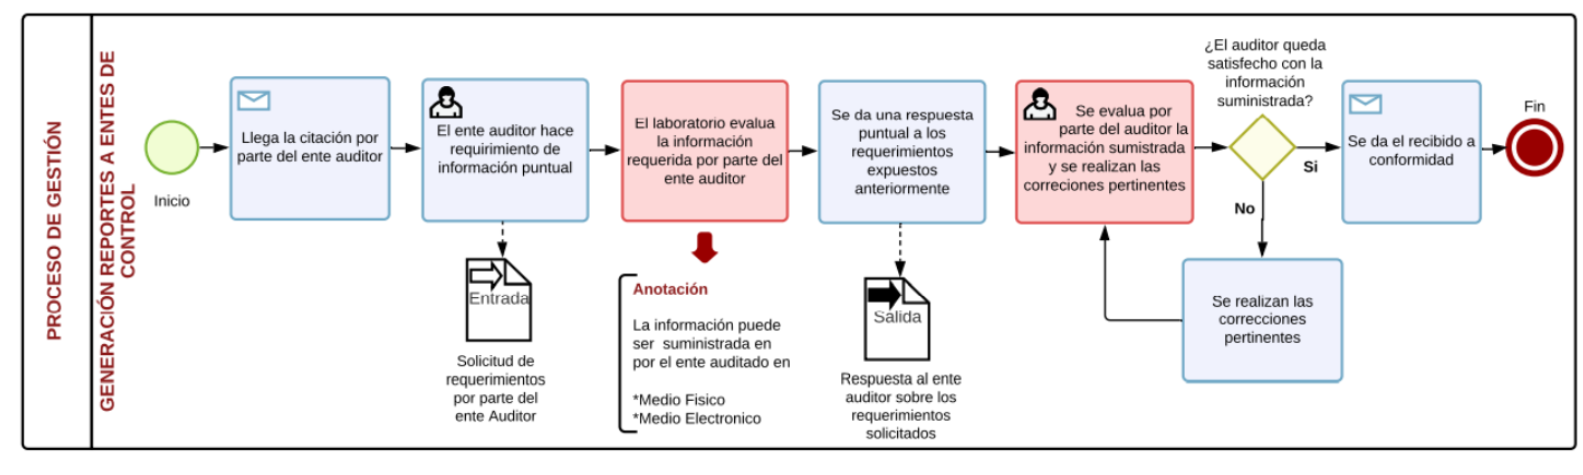 PROCESO DE GESTIÓN
GENERACIÓN REPORTES A ENTES DE
CONTROL
Inicio
Llega la citación por
parte del ente auditor
El ente auditor hace
requirimiento de
información puntual
Entrada
Solicitud de
requerimientos
por parte del
ente Auditor
El laboratorio evalua
la información
requerida por parte del
ente auditor
Anotación
La información puede
ser suministrada en
por el ente auditado en
*Medio Fisico
*Medio Electronico
Se da una respuesta
puntual a los
requerimientos
expuestos
anteriormente
Salida
Respuesta al ente
auditor sobre los
requerimientos
solicitados
Se evalua por
parte del auditor la
información sumistrada
y se realizan las
correciones pertinentes
¿El auditor queda
satisfecho con la
información
suministrada?
Si
No
Se realizan las
correcciones
pertinentes
Se da el recibido a
conformidad
Fin